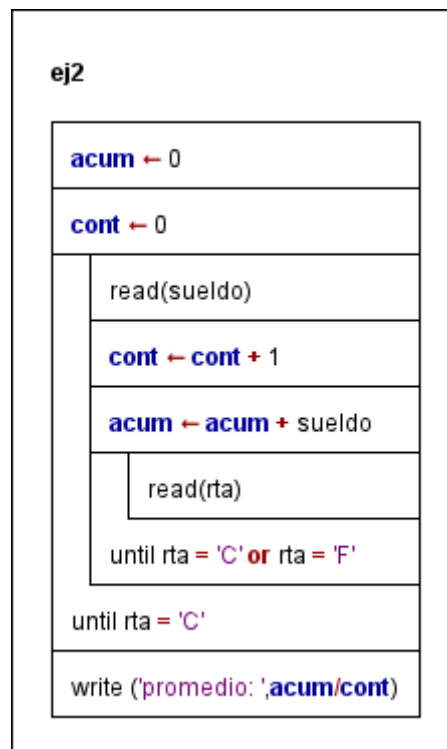 ej2
acum ← 0
cont ← 0
read(sueldo)
cont ← cont + 1
acum ← acum + sueldo
read(rta)
until rta = 'C' or rta = 'F'
until rta = 'C'
write ('promedio: ',acum/cont)